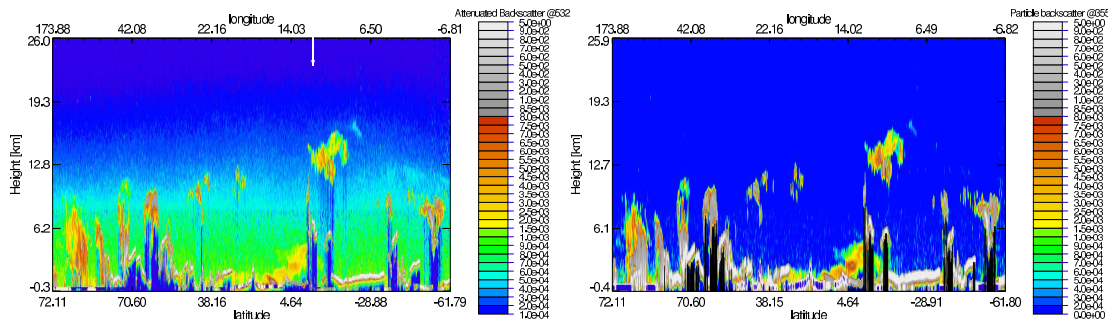 longitude
173.88 42.08 22.16 14.03 6.50 -6.81
26.0
19.3
12.7
6.2
-0.3
Height [km]
72.11 70.60 38.16 4.64 -28.88 -61.79
latitude
Attenuated Backscatter @532
5.0e+00
9.0e-02
8.0e-02
7.0e-02
6.0e-02
5.0e-02
4.0e-02
3.0e-02
2.0e-02
1.0e-02
8.5e-03
8.0e-03
7.5e-03
7.0e-03
6.5e-03
6.0e-03
5.5e-03
5.0e-03
4.5e-03
4.0e-03
3.5e-03
3.0e-03
2.5e-03
2.0e-03
1.5e-03
1.0e-03
9.0e-04
8.0e-04
7.0e-04
6.0e-04
5.0e-04
4.0e-04
3.0e-04
2.0e-04
1.0e-04
longitude
173.88 42.08 22.16 14.02 6.49 -6.82
25.9
19.3
12.7
6.2
-0.4
Height [km]
72.11 70.60 38.15 4.64 -28.91 -61.80
latitude
Particle backscatter @355
5.0e+00
9.0e-02
8.0e-02
7.0e-02
6.0e-02
5.0e-02
4.0e-02
3.0e-02
2.0e-02
1.0e-02
8.5e-03
8.0e-03
7.5e-03
7.0e-03
6.5e-03
6.0e-03
5.5e-03
5.0e-03
4.5e-03
4.0e-03
3.5e-03
3.0e-03
2.5e-03
2.0e-03
1.5e-03
1.0e-03
9.0e-04
8.0e-04
7.0e-04
6.0e-04
5.0e-04
4.0e-04
3.0e-04
2.0e-04
0.0e+00